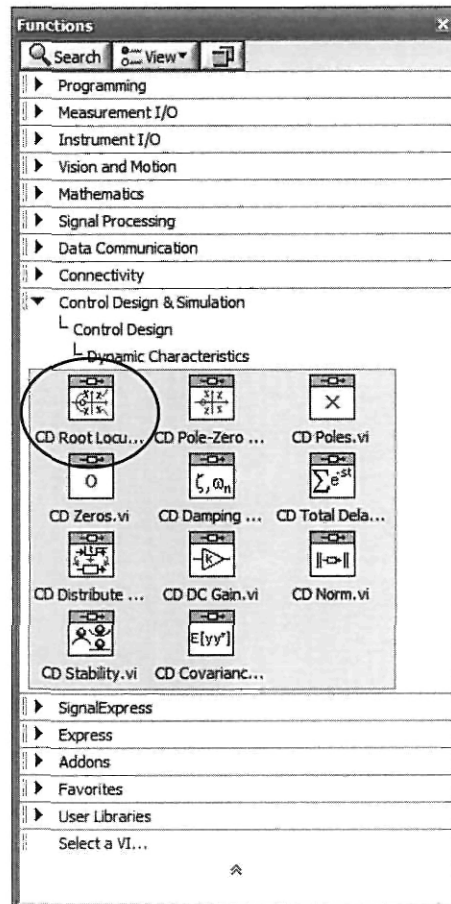 Functions
Search View
Programming
Measurement I/O
Instrument I/O
Vision and Motion
Mathematics
Signal Processing
Data Communication
Connectivity
Control Design & Simulation
Control Design
Dynamic Characteristics
CD Root Locu... CD Pole-Zero ... CD Poles.vi
CD Zeros.vi CD Damping ... CD Total Dela...
CD Distribute ... CD DC Gain.vi CD Norm.vi
CD Stability.vi CD Covarianc...
SignalExpress
Express
Addons
Favorites
User Libraries
Select a VI...